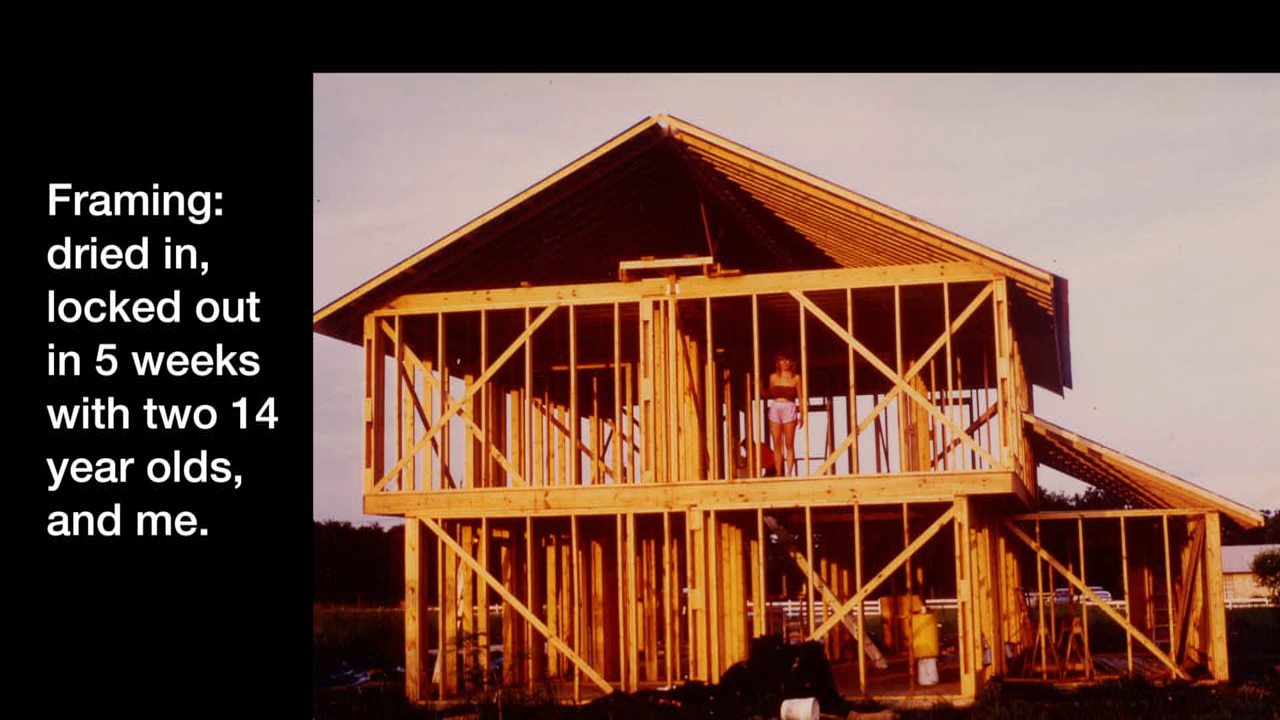 Framing:
dried in,
locked out
in 5 weeks
with two 14
year olds,
and me.